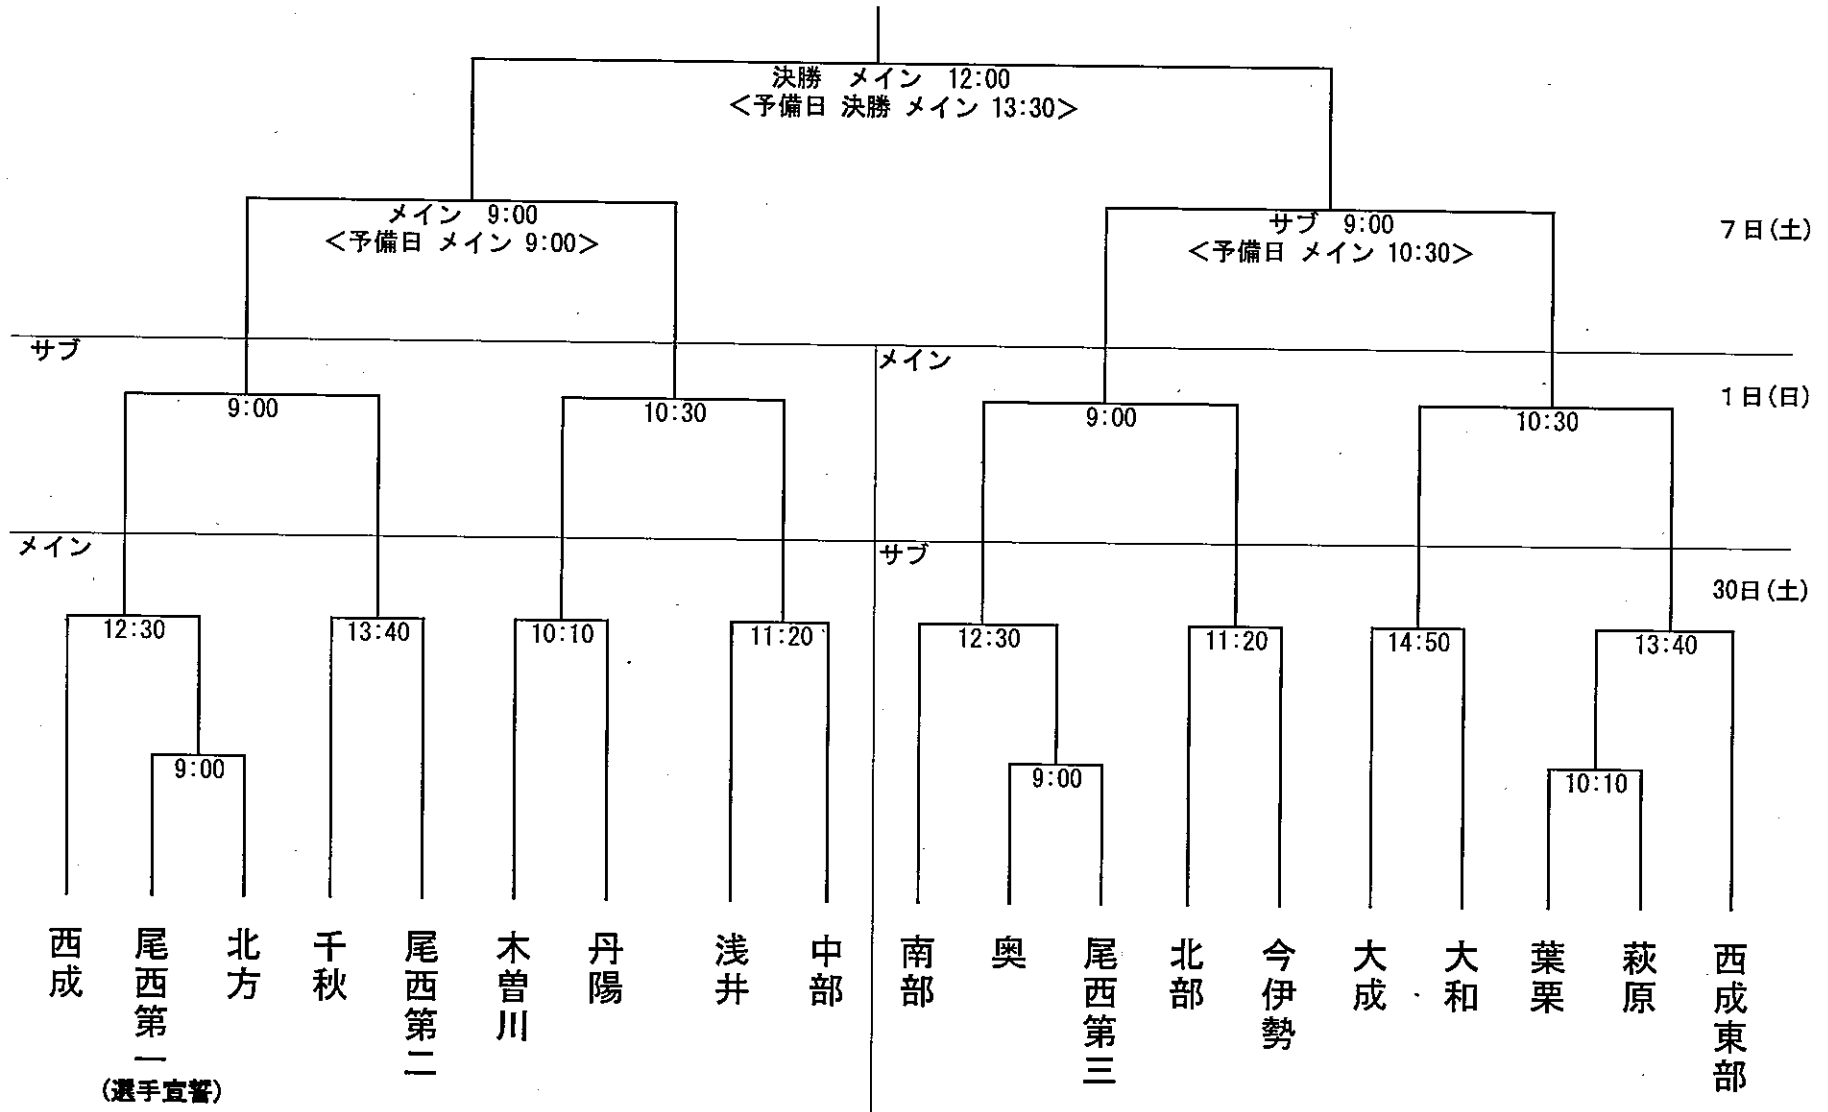 決勝 メイン 12:00
＜予備日 決勝 メイン 13:30＞
メイン 9:00
＜予備日 メイン 9:00＞
サブ 9:00
＜予備日 メイン 10:30＞
7日(土)
サブ
メイン
1日(日)
9:00
10:30
9:00
10:30
メイン
サブ
30日(土)
12:30
13:40
10:10
11:20
12:30
11:20
14:50
13:40
9:00
9:00
10:10
西成
尾西第一
北方
千秋
尾西第二
木曽川
丹陽
浅井
中部
南部
奥
尾西第三
北部
今伊勢
大成
大和
葉栗
萩原
西成東部
(選手宣誓)